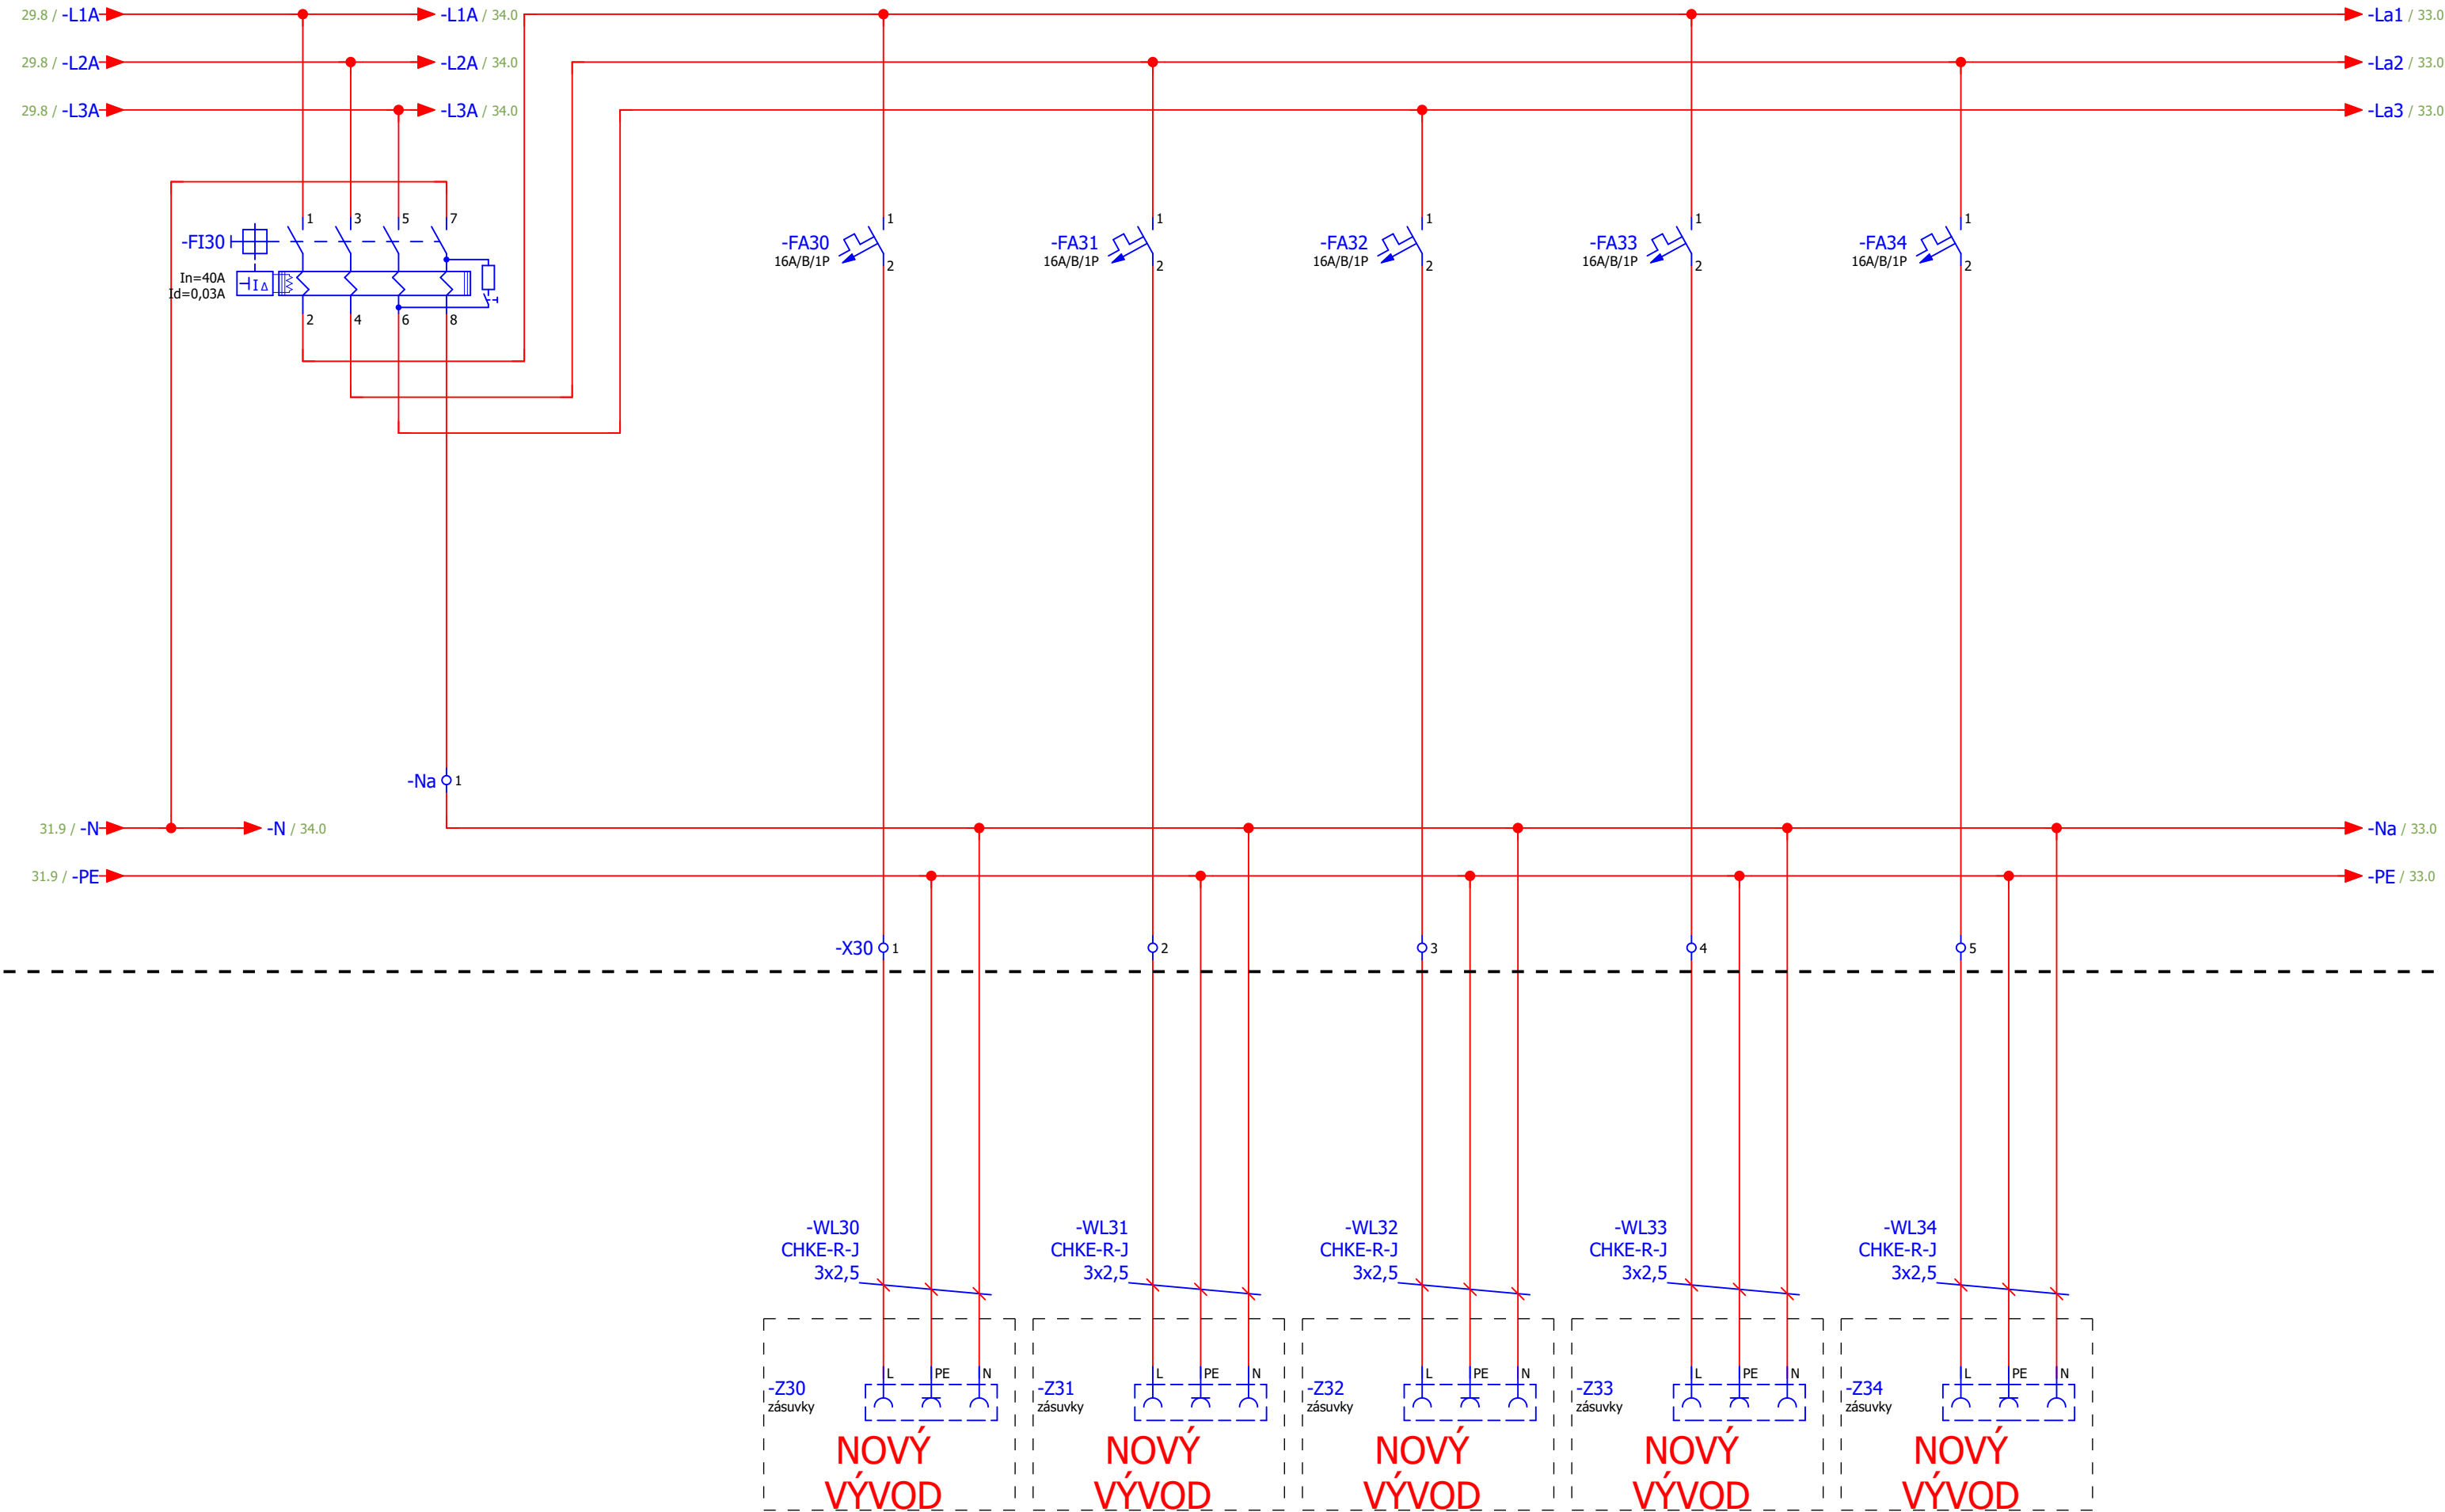 29.8 / -L1A -L1A / 34.0 -La1 / 33.0
29.8 / -L2A -L2A / 34.0 -La2 / 33.0
29.8 / -L3A -L3A / 34.0 -La3 / 33.0
1 3 5 7 1 1 1 1 1
-FI30 -FA30 -FA31 -FA32 -FA33 -FA34
16A/B/1P 16A/B/1P 16A/B/1P 16A/B/1P 16A/B/1P
2 2 2 2 2
In=40A
Id=0,03A
I Δ
2 4 6 8
-Na 1
31.9 / -N -N / 34.0 -Na / 33.0
31.9 / -PE -PE / 33.0
-X30 1 2 3 4 5
-WL30 -WL31 -WL32 -WL33 -WL34
CHKE-R-J CHKE-R-J CHKE-R-J CHKE-R-J CHKE-R-J
3x2,5 3x2,5 3x2,5 3x2,5 3x2,5
L PE N L PE N L PE N L PE N L PE N
-Z30 -Z31 -Z32 -Z33 -Z34
zásuvky zásuvky zásuvky zásuvky zásuvky
NOVÝ NOVÝ NOVÝ NOVÝ NOVÝ
VÝVOD VÝVOD VÝVOD VÝVOD VÝVOD